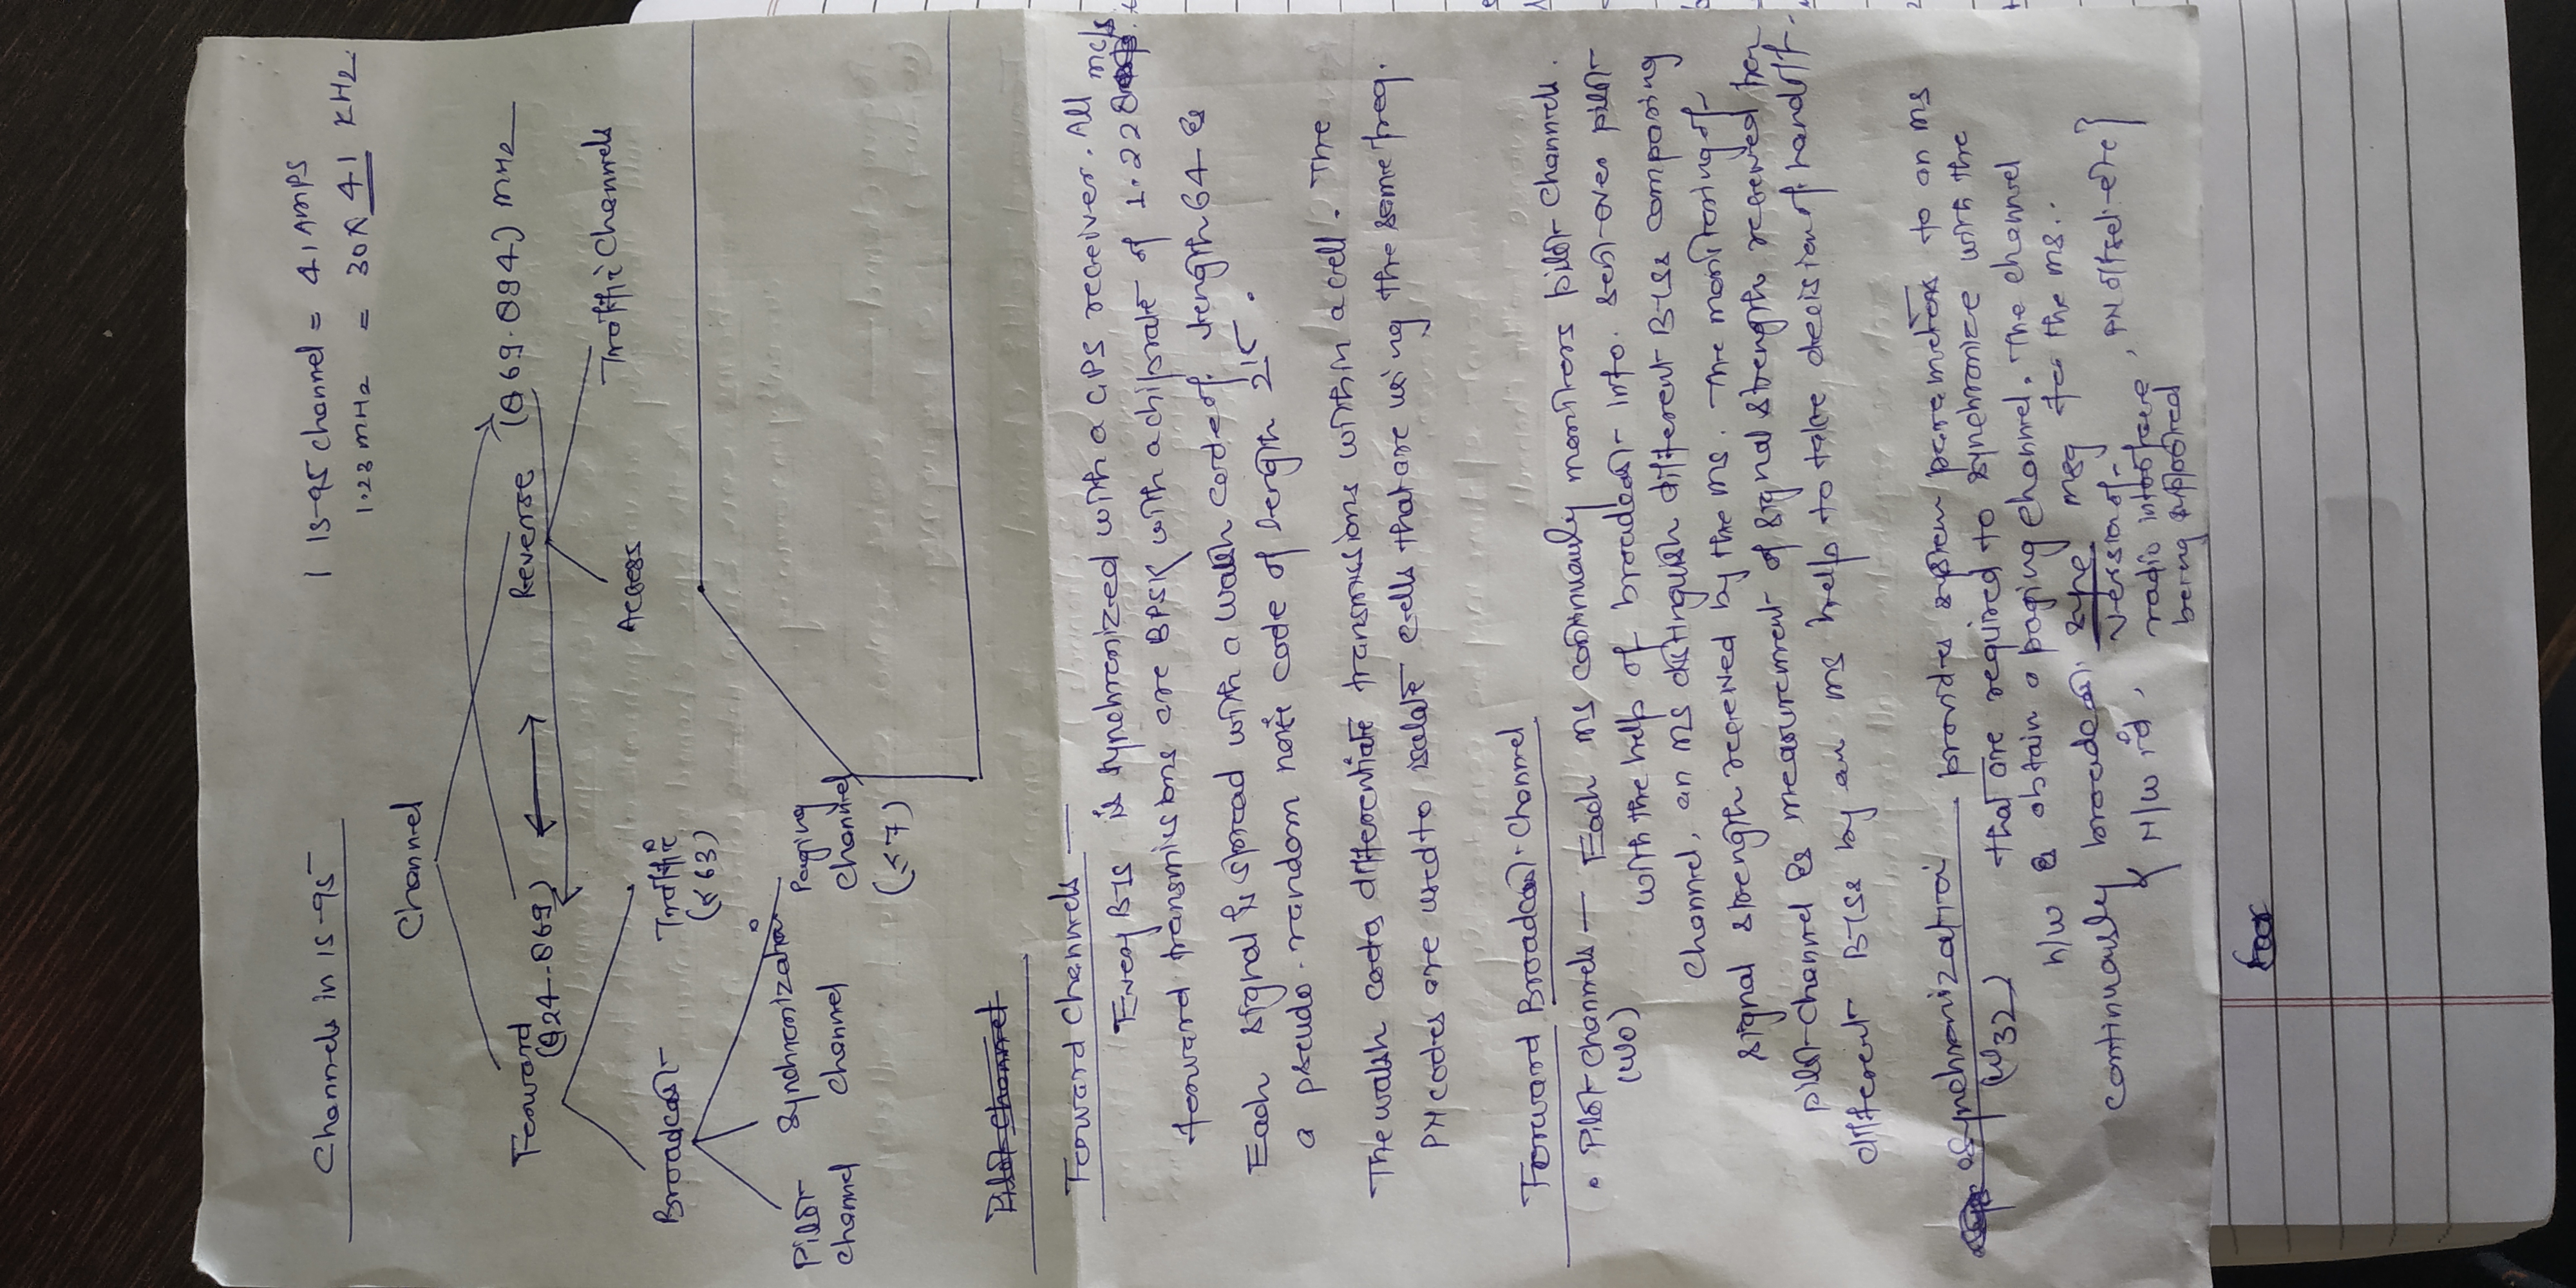 Channels in IS-95
1 IS-95 channel = 41 AMPS
1.23 MHz = 30 x 41 KHz.
Channel
Forward
(824-869)
Reverse (869-894) MHz
Access
Traffic Channels
Broadcast
Traffic
(≤ 63)
Pilot
channel
Synchronization
channel
Paging
channel
(≤ 7)
Pilot channel
Forward Channels —
Every BTS is synchronized with a GPS receiver. All
forward transmissions are BPSK with a chiprate of 1.228 mc/s
Each signal is spread with a Walsh code of length 64 &
a pseudo-random noise code of length 2^15.
The walsh codes differentiate transmissions within a cell. The
PN codes are used to isolate cells that are using the same freq.
Forward Broadcast Channel
• Pilot channels — Each MS continuously monitors pilot channels.
(W0) with the help of broadcast info. sent over pilot
channel, an MS distinguish different BTSs comparing
signal strength received by the MS. The monitoring of
pilot channel & measurement of signal strength received from
different BTSs by an MS help to take decision of handoff.
Synchronization provides system parameters to an MS
(W32) that are required to synchronize with the
n/w & obtain a paging channel. The channel
continuously broadcast sync msg for the MS..
{ N/w id, version of
radio interface
being supported
, PN offset etc }
for